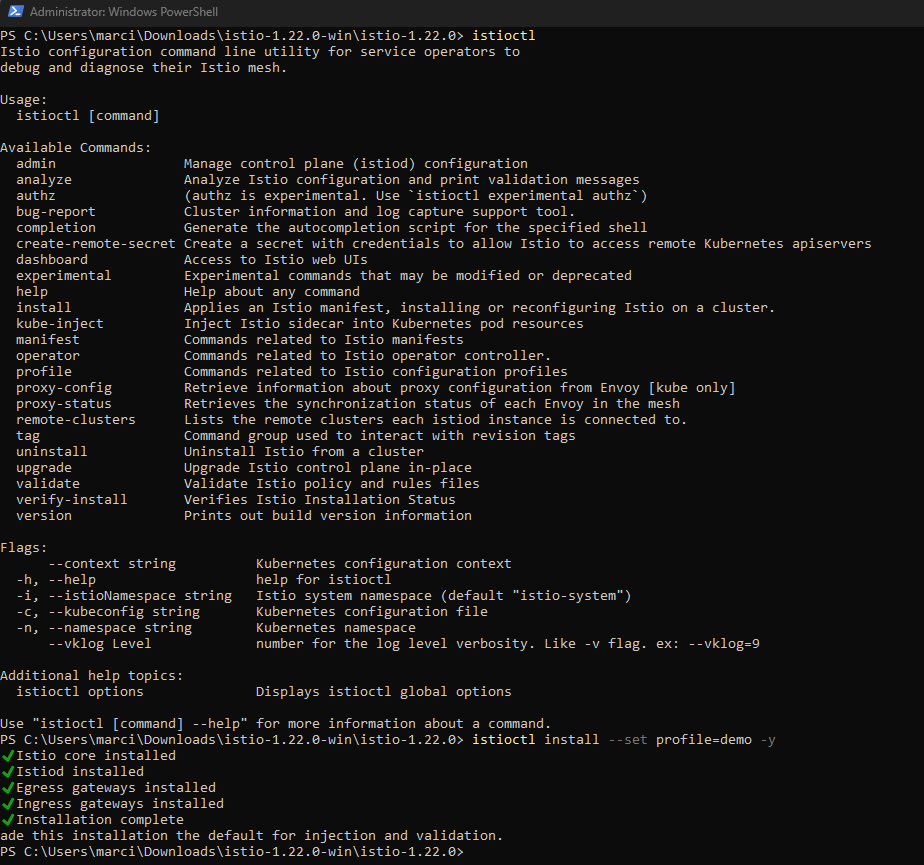 Administrator: Windows PowerShell
PS C:\Users\marci\Downloads\istio-1.22.0-win\istio-1.22.0> istioctl
Istio configuration command line utility for service operators to
debug and diagnose their Istio mesh.

Usage:
  istioctl [command]

Available Commands:
  admin                Manage control plane (istiod) configuration
  analyze              Analyze Istio configuration and print validation messages
  authz                (authz is experimental. Use `istioctl experimental authz`)
  bug-report           Cluster information and log capture support tool.
  completion           Generate the autocompletion script for the specified shell
  create-remote-secret Create a secret with credentials to allow Istio to access remote Kubernetes apiservers
  dashboard            Access to Istio web UIs
  experimental         Experimental commands that may be modified or deprecated
  help                 Help about any command
  install              Applies an Istio manifest, installing or reconfiguring Istio on a cluster.
  kube-inject          Inject Istio sidecar into Kubernetes pod resources
  manifest             Commands related to Istio manifests
  operator             Commands related to Istio operator controller.
  profile              Commands related to Istio configuration profiles
  proxy-config         Retrieve information about proxy configuration from Envoy [kube only]
  proxy-status         Retrieves the synchronization status of each Envoy in the mesh
  remote-clusters      Lists the remote clusters each istiod instance is connected to.
  tag                  Command group used to interact with revision tags
  uninstall            Uninstall Istio from a cluster
  upgrade              Upgrade Istio control plane in-place
  validate             Validate Istio policy and rules files
  verify-install       Verifies Istio Installation Status
  version              Prints out build version information

Flags:
      --context string          Kubernetes configuration context
  -h, --help                    help for istioctl
  -i, --istioNamespace string   Istio system namespace (default "istio-system")
  -c, --kubeconfig string       Kubernetes configuration file
  -n, --namespace string        Kubernetes namespace
      --vklog Level             number for the log level verbosity. Like -v flag. ex: --vklog=9

Additional help topics:
  istioctl options              Displays istioctl global options

Use "istioctl [command] --help" for more information about a command.
PS C:\Users\marci\Downloads\istio-1.22.0-win\istio-1.22.0> istioctl install --set profile=demo -y
✔Istio core installed
✔Istiod installed
✔Egress gateways installed
✔Ingress gateways installed
✔Installation complete
ade this installation the default for injection and validation.
PS C:\Users\marci\Downloads\istio-1.22.0-win\istio-1.22.0>